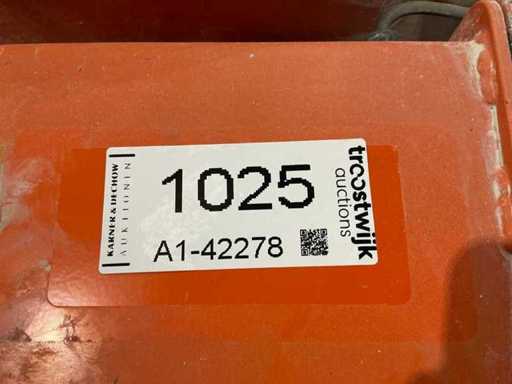 KARNER & DECHOW
AUKTIONEN
1025
A1-42278
troostwijk
auctions